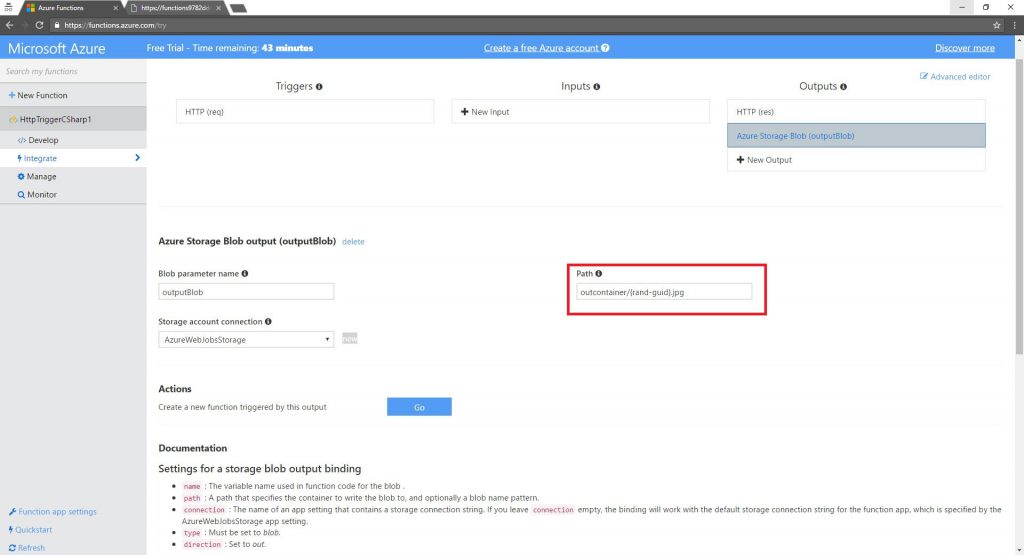 Azure Functions
https://functions9782dd
https://functions.azure.com/try
Microsoft Azure
Free Trial - Time remaining: 43 minutes
Create a free Azure account
Discover more
Search my functions
New Function
HttpTriggerCSharp1
</> Develop
Integrate
Manage
Monitor
Function app settings
Quickstart
Refresh
Advanced editor
Triggers
Inputs
Outputs
HTTP (req)
New Input
HTTP (res)
Azure Storage Blob (outputBlob)
New Output
Azure Storage Blob output (outputBlob) delete
Blob parameter name
outputBlob
Path
outcontainer/{rand-guid}.jpg
Storage account connection
AzureWebJobsStorage
new
Actions
Create a new function triggered by this output
Go
Documentation
Settings for a storage blob output binding
name : The variable name used in function code for the blob .
path : A path that specifies the container to write the blob to, and optionally a blob name pattern.
connection : The name of an app setting that contains a storage connection string. If you leave connection empty, the binding will work with the default storage connection string for the function app, which is specified by the
AzureWebJobsStorage app setting.
type : Must be set to blob.
direction : Set to out.